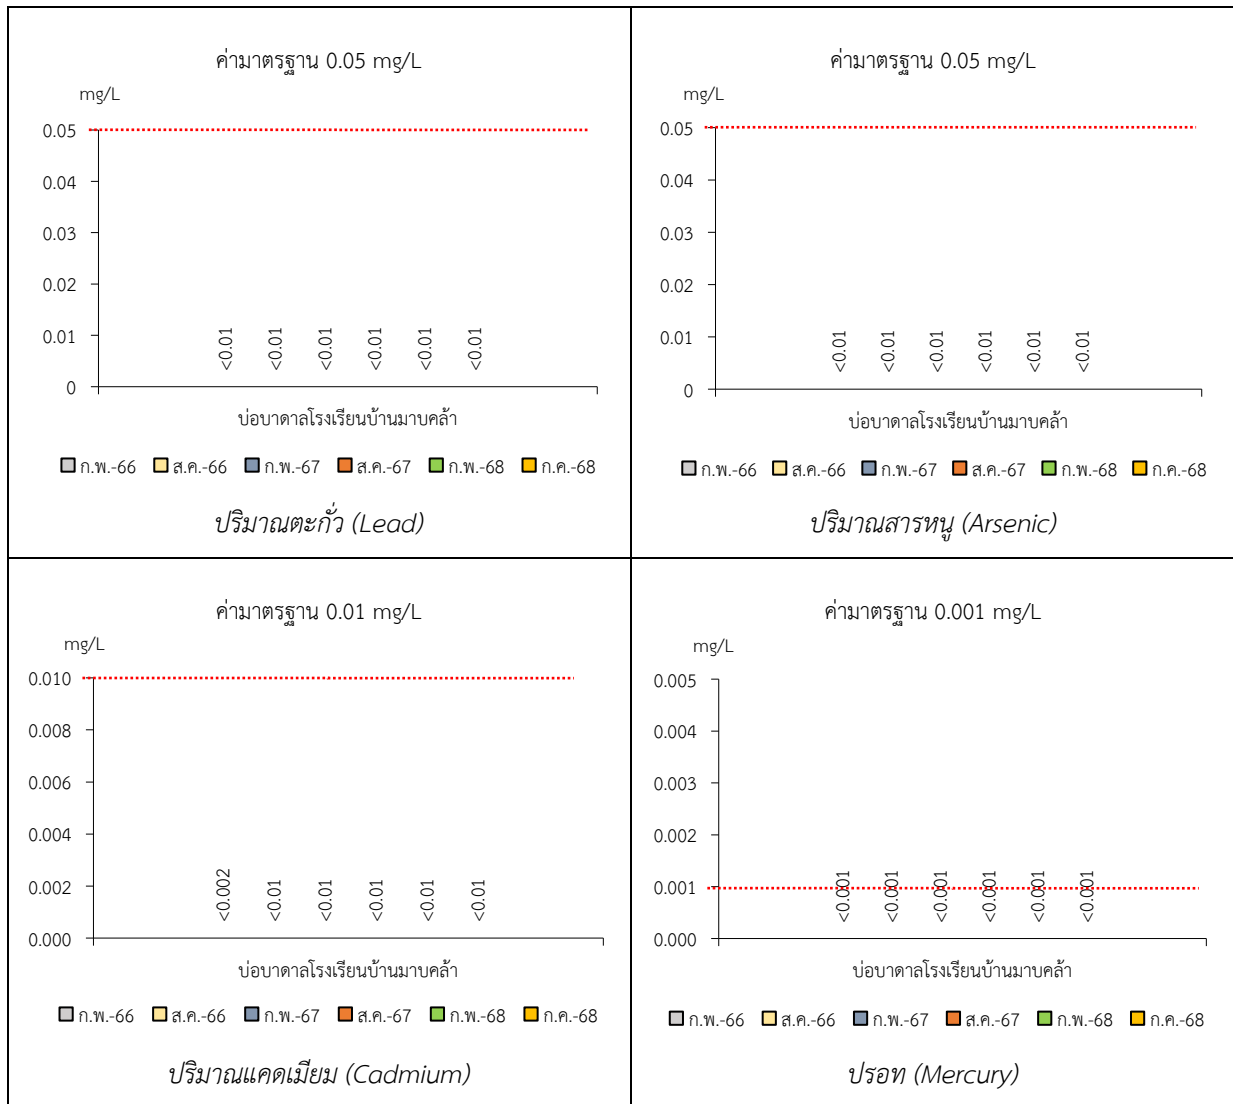 ค่ามาตรฐาน 0.05 mg/L
mg/L
0.05
0.04
0.03
0.02
0.01
0
<0.01 <0.01 <0.01 <0.01 <0.01 <0.01
บ่อบาดาลโรงเรียนบ้านมาบคล้า
ก.พ.-66 ส.ค.-66 ก.พ.-67 ส.ค.-67 ก.พ.-68 ก.ค.-68
ปริมาณตะกั่ว (Lead)
ค่ามาตรฐาน 0.05 mg/L
mg/L
0.05
0.04
0.03
0.02
0.01
0
<0.01 <0.01 <0.01 <0.01 <0.01 <0.01
บ่อบาดาลโรงเรียนบ้านมาบคล้า
ก.พ.-66 ส.ค.-66 ก.พ.-67 ส.ค.-67 ก.พ.-68 ก.ค.-68
ปริมาณสารหนู (Arsenic)
ค่ามาตรฐาน 0.01 mg/L
mg/L
0.010
0.008
0.006
0.004
0.002
0.000
<0.002 <0.01 <0.01 <0.01 <0.01 <0.01
บ่อบาดาลโรงเรียนบ้านมาบคล้า
ก.พ.-66 ส.ค.-66 ก.พ.-67 ส.ค.-67 ก.พ.-68 ก.ค.-68
ปริมาณแคดเมียม (Cadmium)
ค่ามาตรฐาน 0.001 mg/L
mg/L
0.005
0.004
0.003
0.002
0.001
0.000
<0.001 <0.001 <0.001 <0.001 <0.001 <0.001
บ่อบาดาลโรงเรียนบ้านมาบคล้า
ก.พ.-66 ส.ค.-66 ก.พ.-67 ส.ค.-67 ก.พ.-68 ก.ค.-68
ปรอท (Mercury)